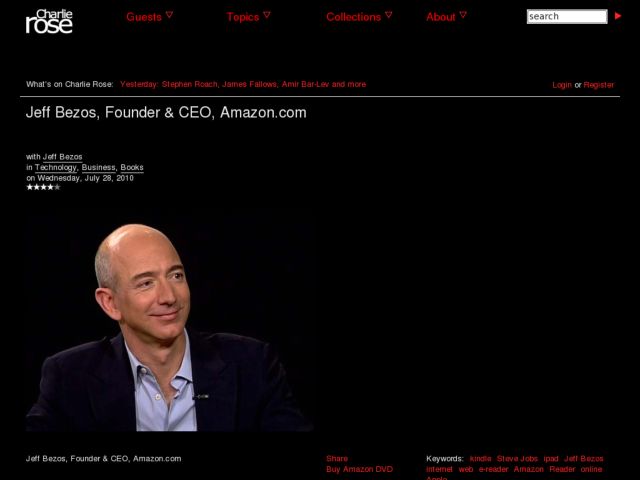 Charlie
rose
Guests Topics Collections About search
What's on Charlie Rose: Yesterday: Stephen Roach, James Fallows, Amir Bar-Lev and more Login or Register
Jeff Bezos, Founder & CEO, Amazon.com
with Jeff Bezos
in Technology, Business, Books
on Wednesday, July 28, 2010
Jeff Bezos, Founder & CEO, Amazon.com
Share
Buy Amazon DVD
Keywords: kindle Steve Jobs ipad Jeff Bezos
internet web e-reader Amazon Reader online
Apple